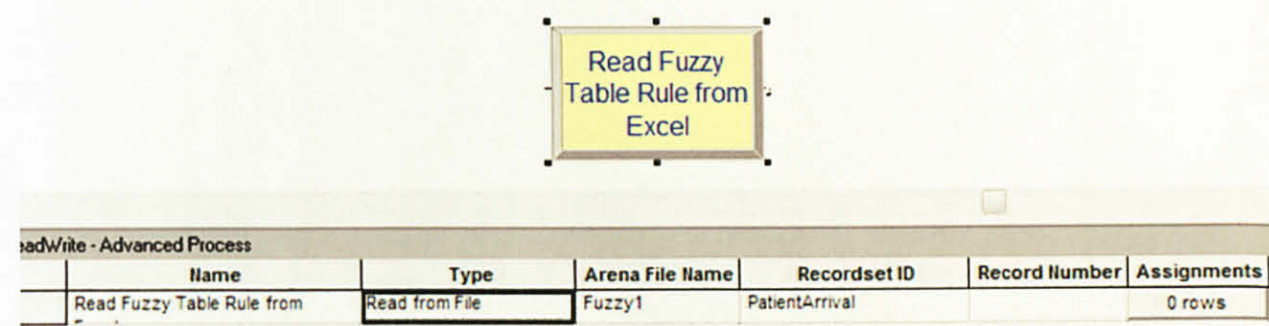 Read Fuzzy
Table Rule from
Excel
eadWrite - Advanced Process
Name Type Arena File Name Recordset ID Record Number Assignments
Read Fuzzy Table Rule from Read from File Fuzzy1 PatientArrival 0 rows